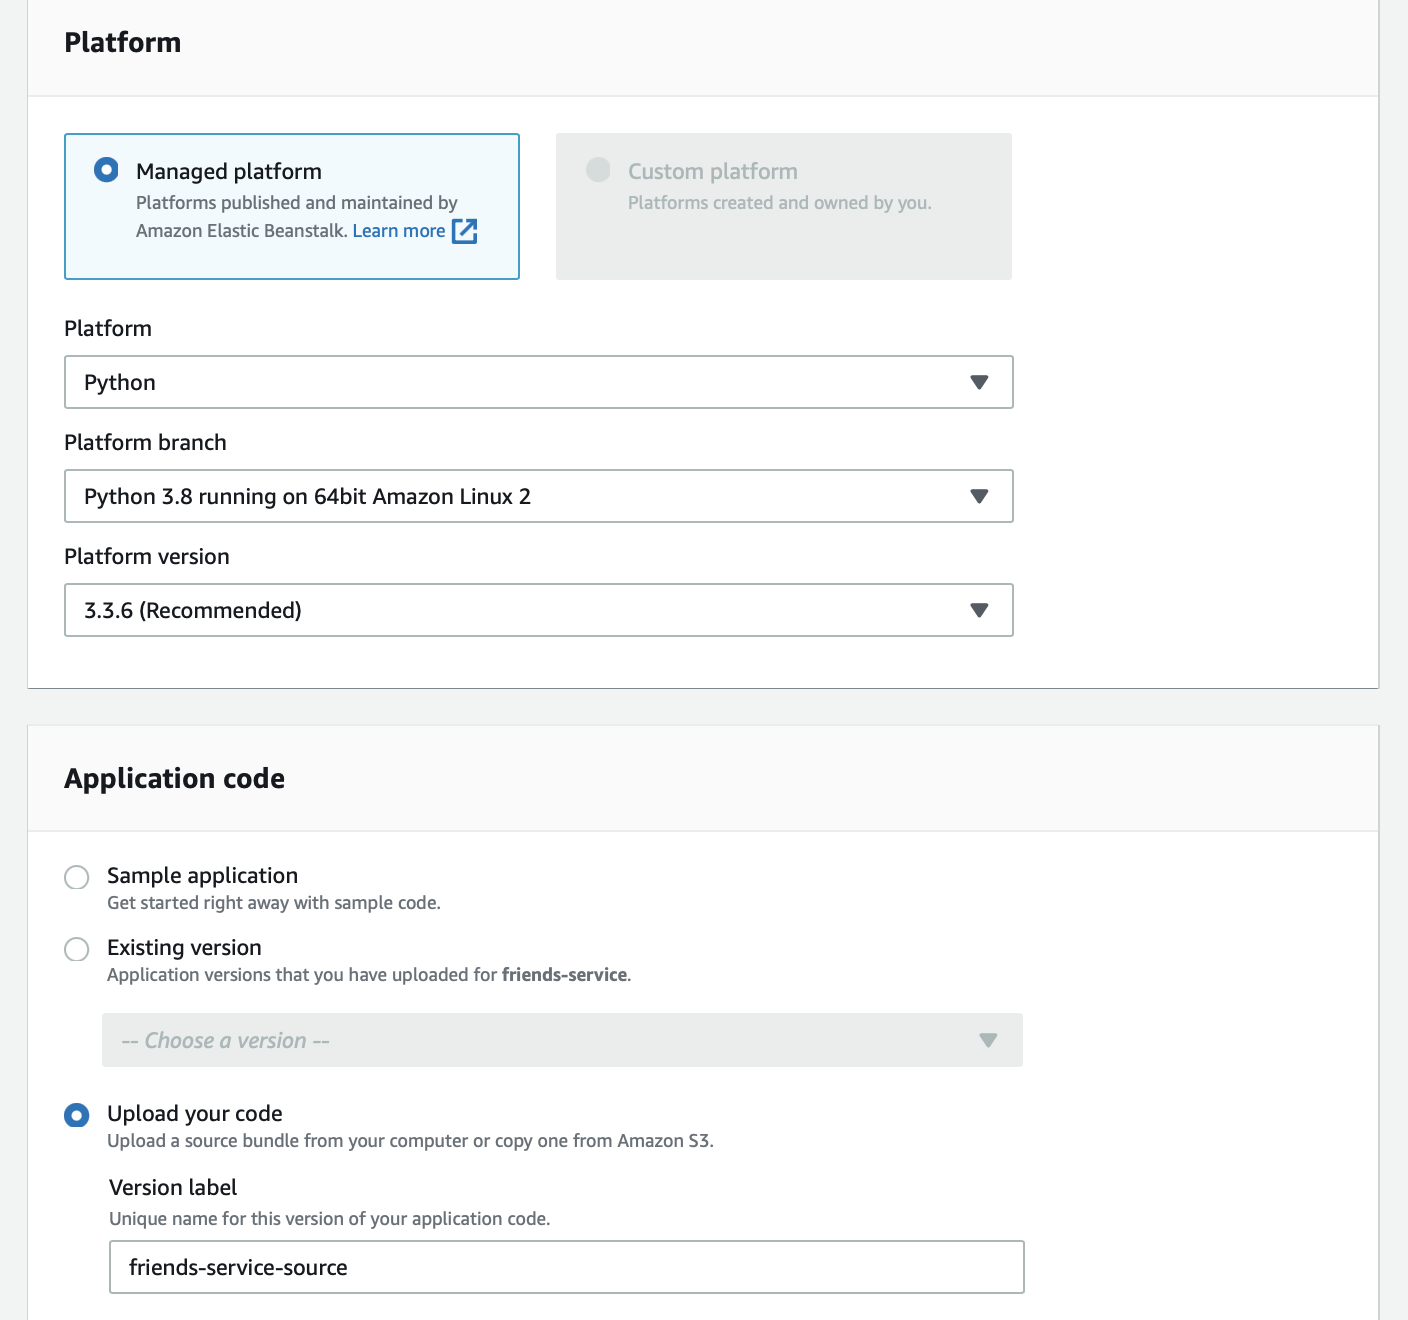 Platform
Managed platform
Platforms published and maintained by
Amazon Elastic Beanstalk. Learn more
Custom platform
Platforms created and owned by you.
Platform
Python
Platform branch
Python 3.8 running on 64bit Amazon Linux 2
Platform version
3.3.6 (Recommended)
Application code
Sample application
Get started right away with sample code.
Existing version
Application versions that you have uploaded for friends-service.
-- Choose a version --
Upload your code
Upload a source bundle from your computer or copy one from Amazon S3.
Version label
Unique name for this version of your application code.
friends-service-source